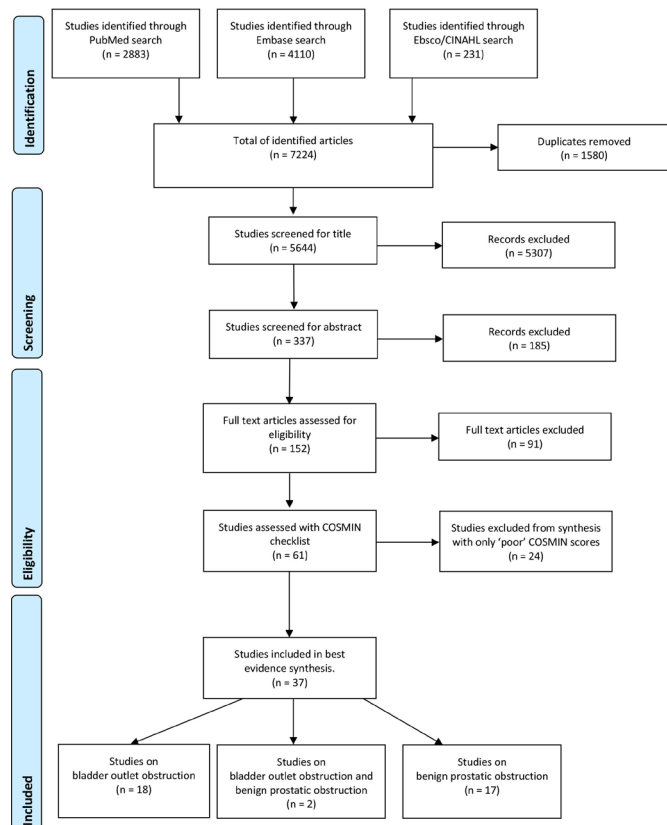 Studies identified through
PubMed search
(n = 2883)
Studies identified through
Embase search
(n = 4110)
Studies identified through
Ebsco/CINAHL search
(n = 231)
Identification
Total of identified articles
(n = 7224)
Duplicates removed
(n = 1580)
Screening
Studies screened for title
(n = 5644)
Records excluded
(n = 5307)
Studies screened for abstract
(n = 337)
Records excluded
(n = 185)
Eligibility
Full text articles assessed for
eligibility
(n = 152)
Full text articles excluded
(n = 91)
Studies assessed with COSMIN
checklist
(n = 61)
Studies excluded from synthesis
with only ‘poor’ COSMIN scores
(n = 24)
Included
Studies included in best
evidence synthesis.
(n = 37)
Studies on
bladder outlet obstruction
(n = 18)
Studies on
bladder outlet obstruction and
benign prostatic obstruction
(n = 2)
Studies on
benign prostatic obstruction
(n = 17)